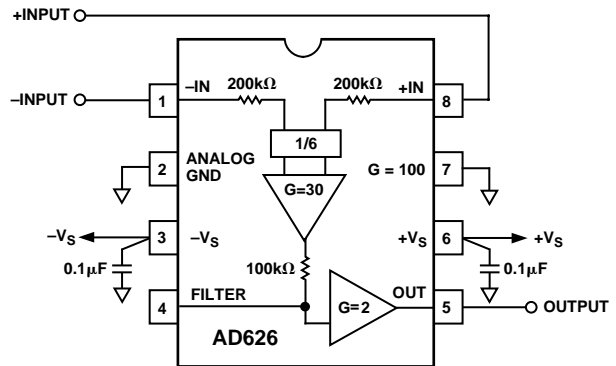 +INPUT
–INPUT
–IN
200kΩ
200kΩ
+IN
1
8
1/6
2
ANALOG
GND
G=30
G = 100
7
–VS
3
–VS
+VS
6
+VS
0.1µF
100kΩ
0.1µF
4
FILTER
G=2
OUT
5
OUTPUT
AD626